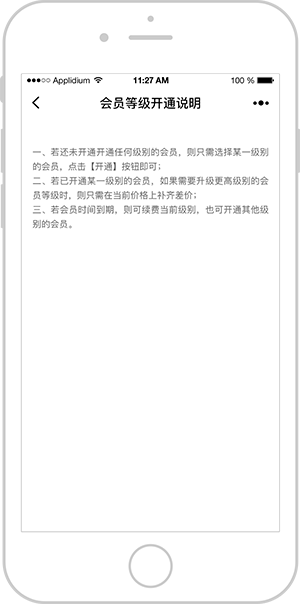 Applidium
11:27 AM
100 %
会员等级开通说明
一、若还未开通开通任何级别的会员，则只需选择某一级别
的会员，点击【开通】按钮即可；
二、若已开通某一级别的会员，如果需要升级更高级别的会
员等级时，则只需在当前价格上补齐差价；
三、若会员时间到期，则可续费当前级别，也可开通其他级
别的会员。